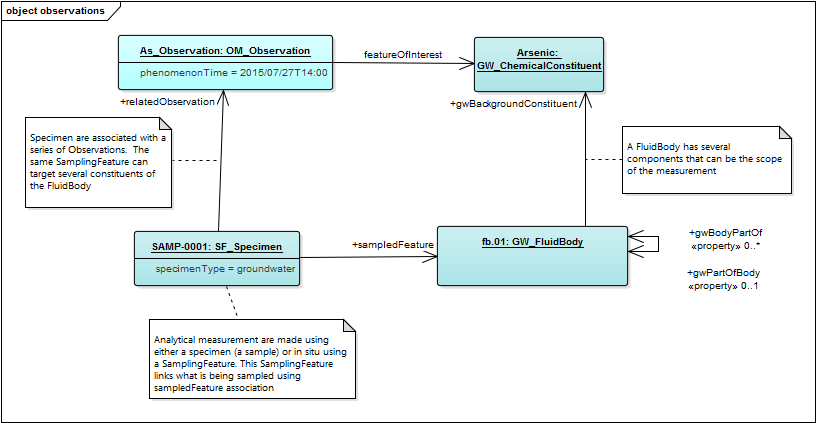 object observations
As_Observation: OM_Observation
phenomenonTime = 2015/07/27T14:00
featureOfInterest
Arsenic:
GW_ChemicalConstituent
+relatedObservation
+gwBackgroundConstituent
Specimen are associated with a
series of Observations.  The
same SamplingFeature can
target several constituents of
the FluidBody
A FluidBody has several
components that can be the scope
of the measurement
SAMP-0001: SF_Specimen
specimenType = groundwater
+sampledFeature
fb.01: GW_FluidBody
+gwBodyPartOf
«property» 0..*
+gwPartOfBody
«property» 0..1
Analytical measurement are made using
either a specimen (a sample) or in situ using
a SamplingFeature. This SamplingFeature
links what is being sampled using
sampledFeature association